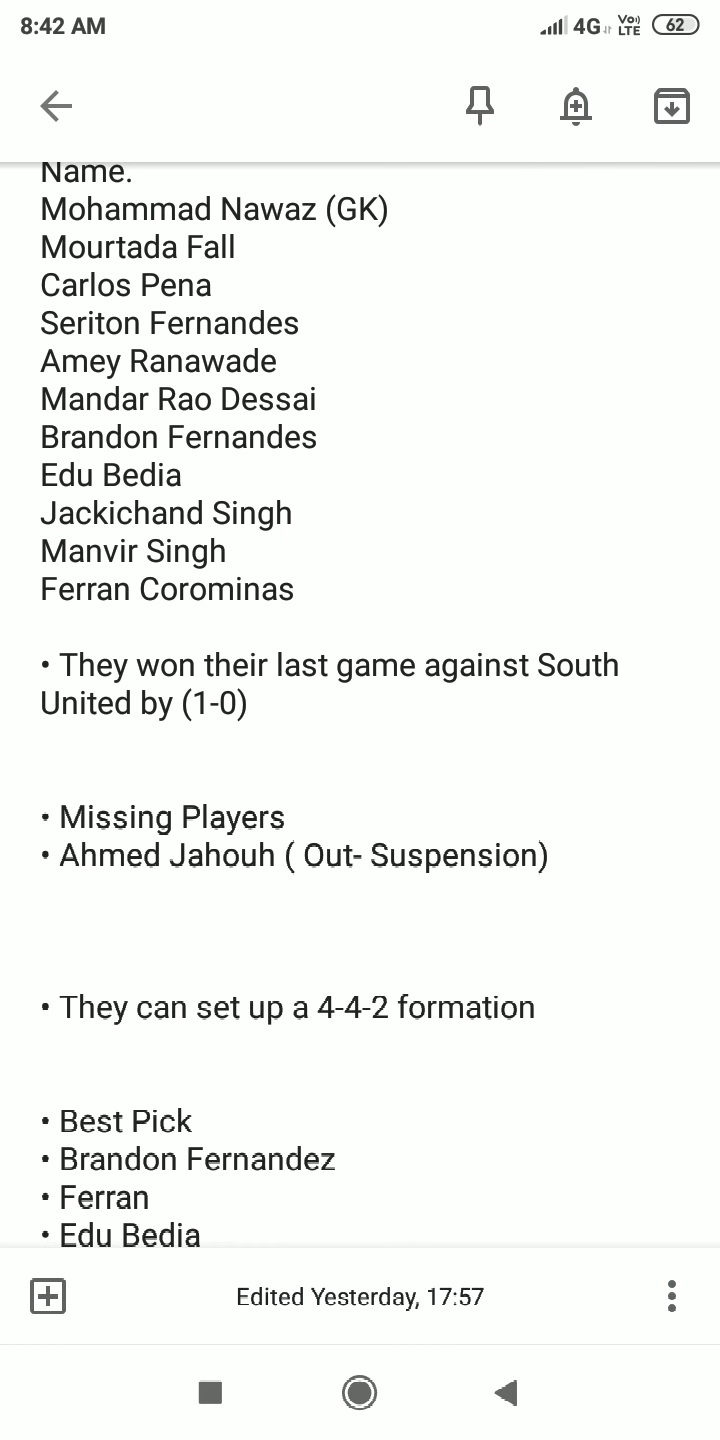 8:42 AM
4G
Vo)
LTE
62
Name.
Mohammad Nawaz (GK)
Mourtada Fall
Carlos Pena
Seriton Fernandes
Amey Ranawade
Mandar Rao Dessai
Brandon Fernandes
Edu Bedia
Jackichand Singh
Manvir Singh
Ferran Corominas
• They won their last game against South
United by (1-0)
• Missing Players
• Ahmed Jahouh ( Out- Suspension)
• They can set up a 4-4-2 formation
• Best Pick
• Brandon Fernandez
• Ferran
• Edu Bedia
Edited Yesterday, 17:57